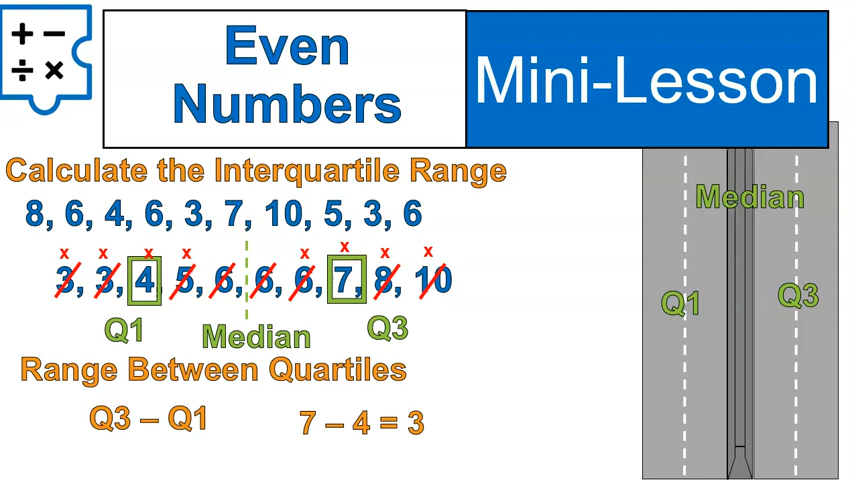 + −
÷ ×
Even
Numbers
Mini-Lesson
Calculate the Interquartile Range
8, 6, 4, 6, 3, 7, 10, 5, 3, 6
x x x x x x x x
3, 3, 4, 5, 6, 6, 6, 7, 8, 10
Q1 Median Q3
Range Between Quartiles
Q3 – Q1 7 – 4 = 3
Median
Q1 Q3